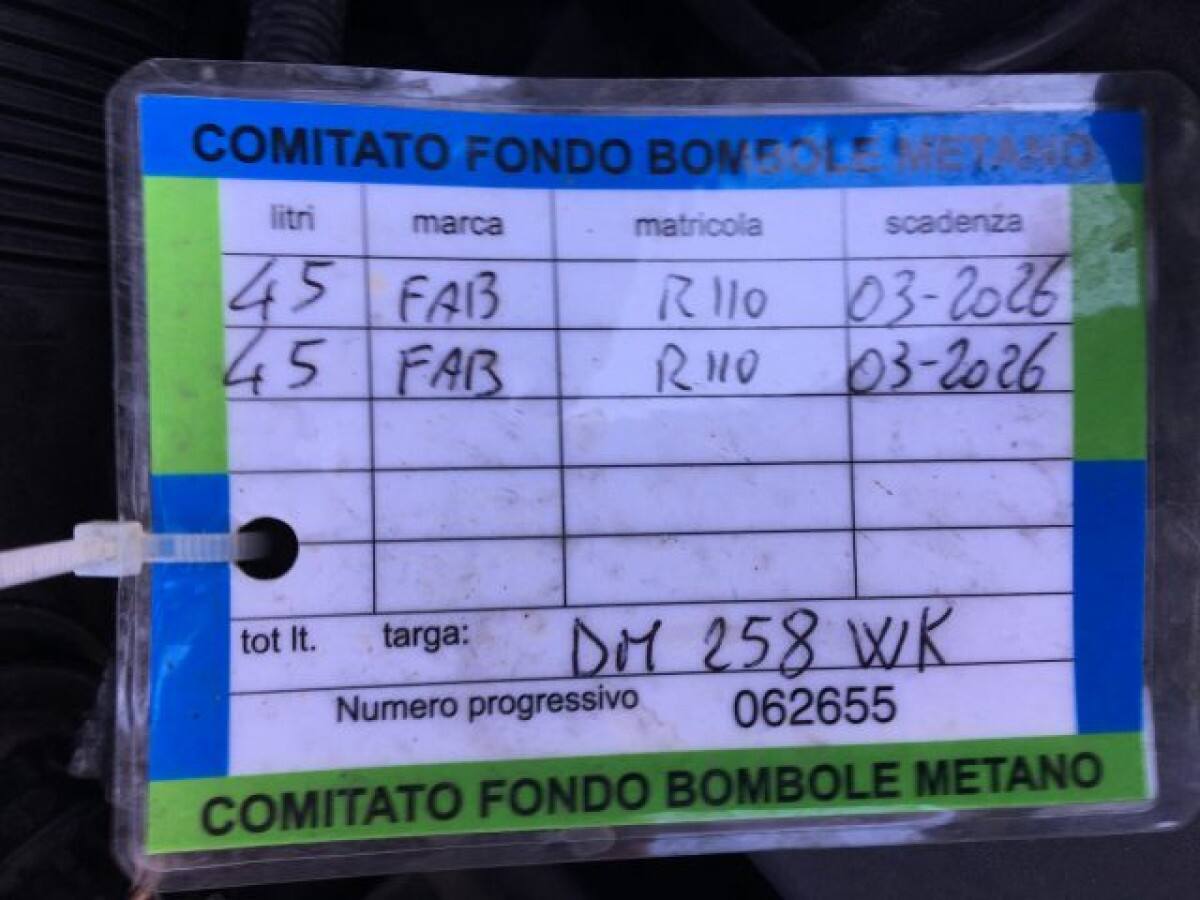 COMITATO FONDO BOMBOLE METANO
litri marca matricola scadenza
45 FAB R110 03-2026
45 FAB R110 03-2026
tot lt. targa: DM 258 WK
Numero progressivo 062655
COMITATO FONDO BOMBOLE METANO